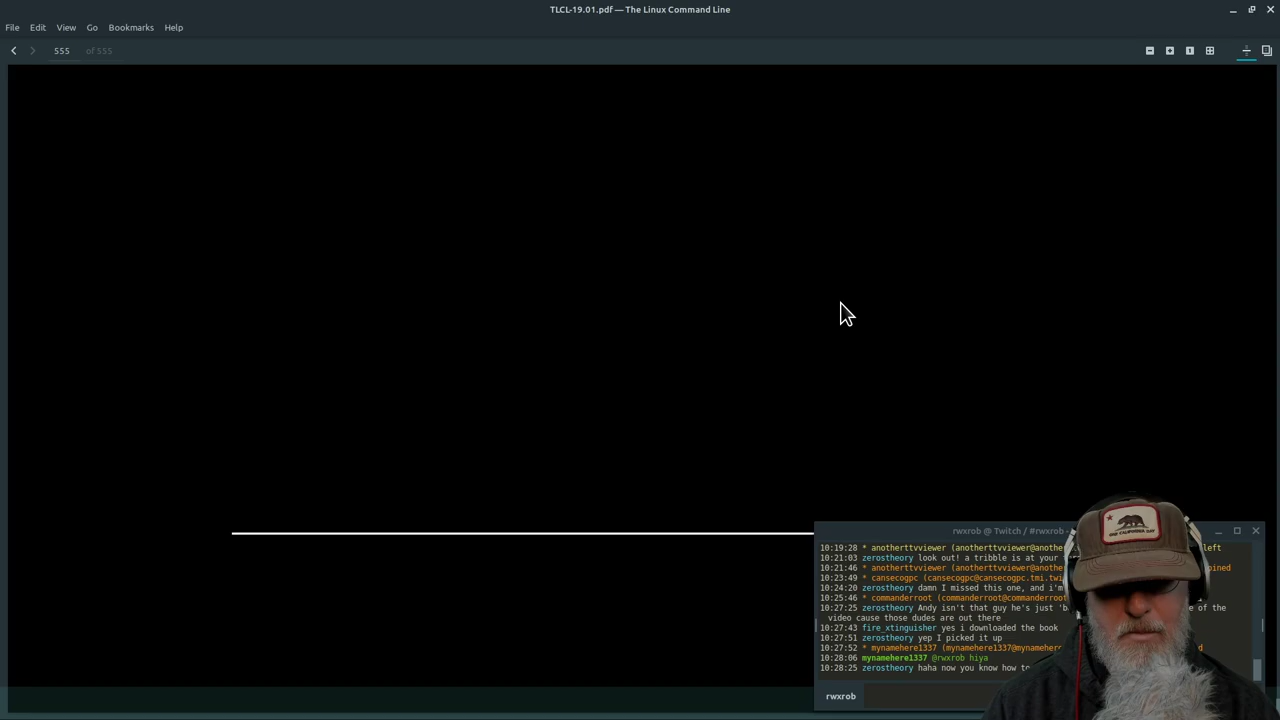 TLCL-19.01.pdf — The Linux Command Line
File Edit View Go Bookmarks Help
555 of 555
rwxrob @ Twitch / #rwxrob -
10:19:28 * anotherttvviewer (anotherttvviewer@anothe left
10:21:03 zerostheory look out! a tribble is at your
10:21:46 * anotherttvviewer (anotherttvviewer@anothe ined
10:23:49 * cansecogpc (cansecogpc@cansecogpc.tmi.twi
10:24:20 zerostheory damn I missed this one, and i'm
10:25:46 * commanderroot (commanderroot@commanderroot
10:27:25 zerostheory Andy isn't that guy he's just 'b e of the
video cause those dudes are out there
10:27:43 fire_xtinguisher yes i downloaded the book
10:27:51 zerostheory yep I picked it up
10:27:52 * mynamehere1337 (mynamehere1337@mynameher d
10:28:06 mynamehere1337 @rwxrob hiya
10:28:25 zerostheory haha now you know how to
rwxrob